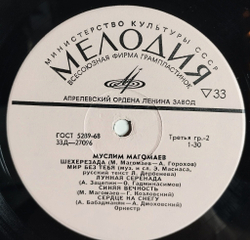 МИНИСТЕРСТВО КУЛЬТУРЫ СССР
МЕЛОДИЯ
ВСЕСОЮЗНАЯ ФИРМА ГРАМПЛАСТИНОК
33
АПРЕЛЕВСКИЙ ОРДЕНА ЛЕНИНА ЗАВОД
ГОСТ 5289-68
33Д—27096
Третья гр.—2
1-30
МУСЛИМ МАГОМАЕВ
ШЕХЕРЕЗАДА (М. Магомаев — А. Горохов)
МИР БЕЗ ТЕБЯ (муз. и сл. Э. Масиаса,
русский текст Л. Дербенева)
ЛУННАЯ СЕРЕНАДА
(А. Зацепин — О. Гаджикасимов)
СИНЯЯ ВЕЧНОСТЬ
(М. Магомаев — Г. Козловский)
СЕРДЦЕ НА СНЕГУ
(А. Бабаджанян — А. Дмоховский)
Оркестр